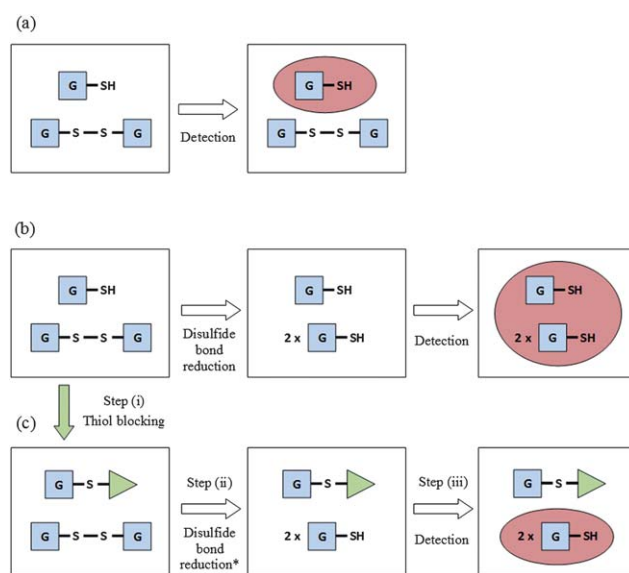 (a)
G SH
G SH
G S S G
Detection
G S S G
(b)
G SH
G SH
G SH
G S S G
Disulfide
bond
reduction
2 x G SH
Detection
2 x G SH
Step (i)
Thiol blocking
(c)
G S
Step (ii)
G S
Step (iii)
G S
G S S G
Disulfide
bond
reduction*
2 x G SH
Detection
2 x G SH